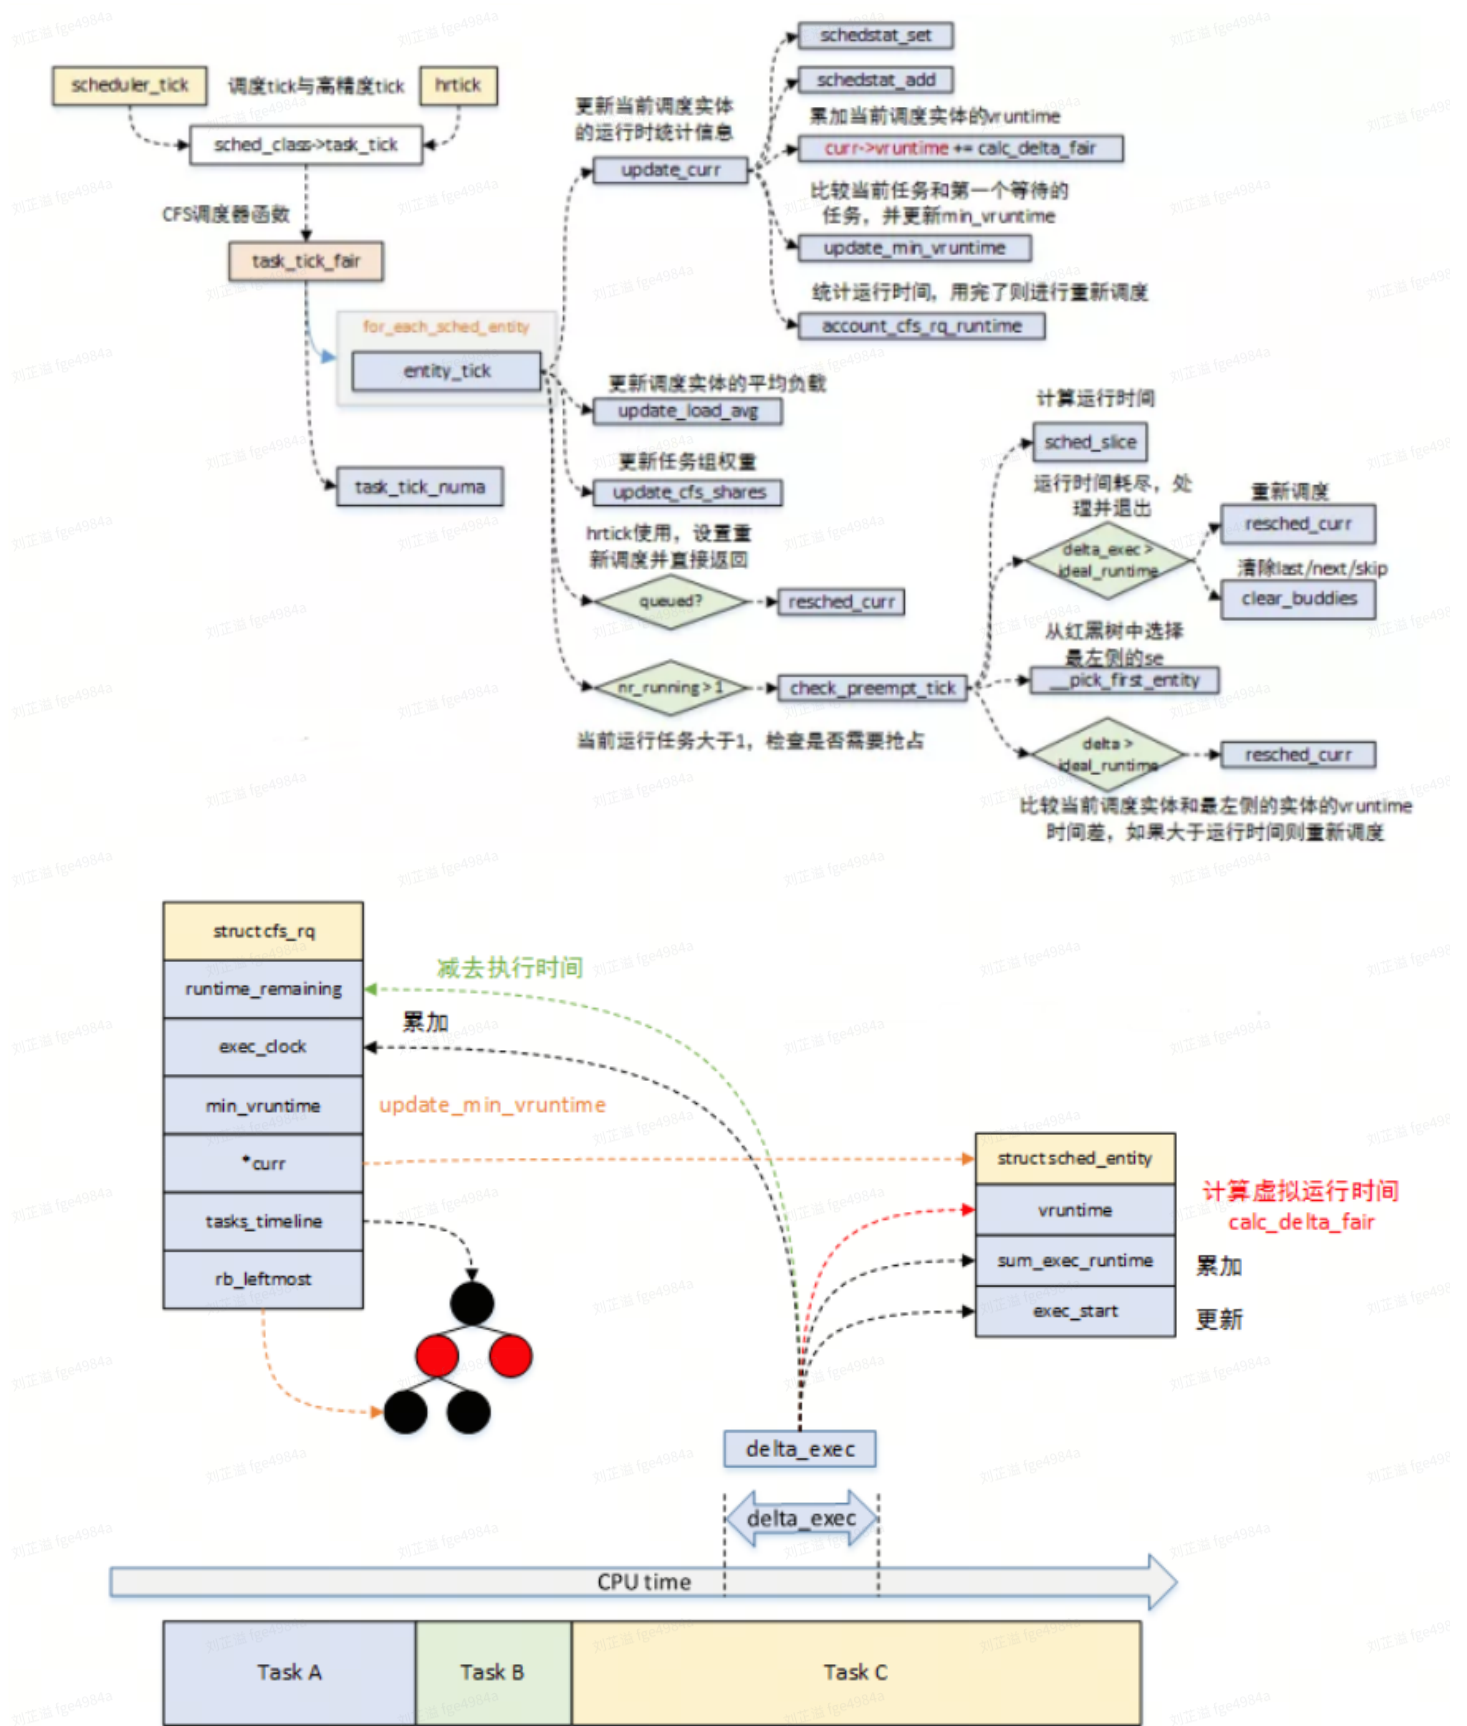 scheduler_tick
调度tick与高精度tick
hrtick
sched_class->task_tick
CFS调度器函数
task_tick_fair
for_each_sched_entity
entity_tick
task_tick_numa
更新当前调度实体
的运行时统计信息
update_curr
schedstat_set
schedstat_add
累加当前调度实体的vruntime
curr->vruntime += calc_delta_fair
比较当前任务和第一个等待的
任务，并更新min_vruntime
update_min_vruntime
统计运行时间，用完了则进行重新调度
account_cfs_rq_runtime
更新调度实体的平均负载
update_load_avg
更新任务组权重
update_cfs_shares
hrtick使用，设置重
新调度并直接返回
queued?
resched_curr
nr_running > 1
check_preempt_tick
当前运行任务大于1，检查是否需要抢占
计算运行时间
sched_slice
运行时间耗尽，处
理并退出
delta_exec >
ideal_runtime
重新调度
resched_curr
清除last/next/skip
clear_buddies
从红黑树中选择
最左侧的se
__pick_first_entity
delta >
ideal_runtime
resched_curr
比较当前调度实体和最左侧的实体的vruntime
时间差，如果大于运行时间则重新调度
struct cfs_rq
runtime_remaining
exec_clock
min_vruntime
*curr
tasks_timeline
rb_leftmost
减去执行时间
累加
update_min_vruntime
struct sched_entity
vruntime
sum_exec_runtime
exec_start
计算虚拟运行时间
calc_delta_fair
累加
更新
delta_exec
delta_exec
CPU time
Task A
Task B
Task C
刘正滋 fge4984a